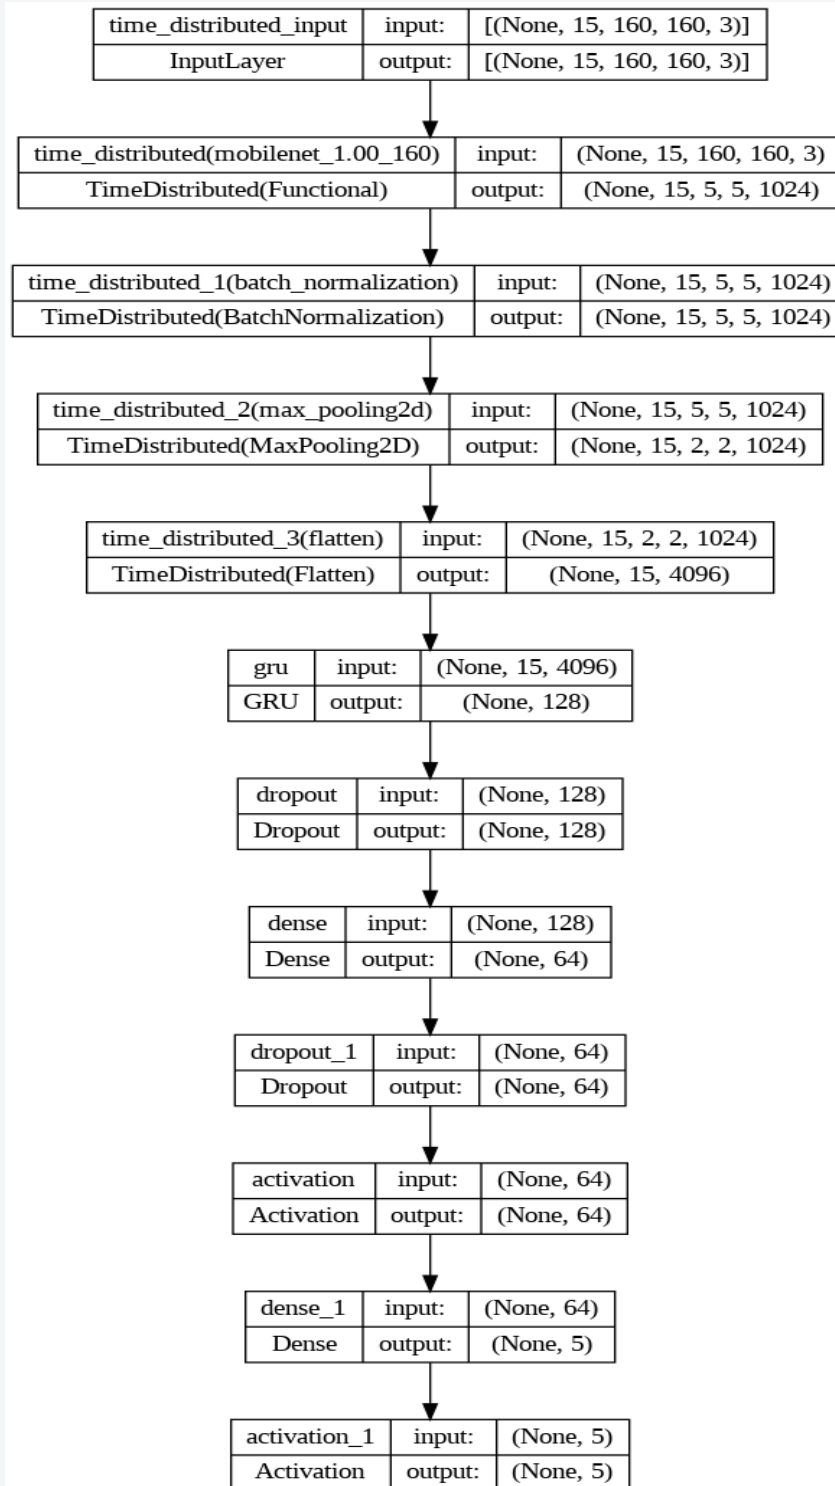 time_distributed_input input: [(None, 15, 160, 160, 3)]
InputLayer output: [(None, 15, 160, 160, 3)]
time_distributed(mobilenet_1.00_160) input: (None, 15, 160, 160, 3)
TimeDistributed(Functional) output: (None, 15, 5, 5, 1024)
time_distributed_1(batch_normalization) input: (None, 15, 5, 5, 1024)
TimeDistributed(BatchNormalization) output: (None, 15, 5, 5, 1024)
time_distributed_2(max_pooling2d) input: (None, 15, 5, 5, 1024)
TimeDistributed(MaxPooling2D) output: (None, 15, 2, 2, 1024)
time_distributed_3(flatten) input: (None, 15, 2, 2, 1024)
TimeDistributed(Flatten) output: (None, 15, 4096)
gru input: (None, 15, 4096)
GRU output: (None, 128)
dropout input: (None, 128)
Dropout output: (None, 128)
dense input: (None, 128)
Dense output: (None, 64)
dropout_1 input: (None, 64)
Dropout output: (None, 64)
activation input: (None, 64)
Activation output: (None, 64)
dense_1 input: (None, 64)
Dense output: (None, 5)
activation_1 input: (None, 5)
Activation output: (None, 5)